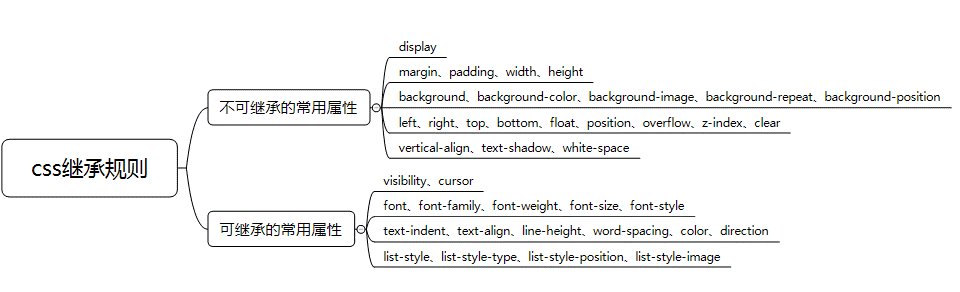 css继承规则
不可继承的常用属性
display
margin、padding、width、height
background、background-color、background-image、background-repeat、background-position
left、right、top、bottom、float、position、overflow、z-index、clear
vertical-align、text-shadow、white-space
可继承的常用属性
visibility、cursor
font、font-family、font-weight、font-size、font-style
text-indent、text-align、line-height、word-spacing、color、direction
list-style、list-style-type、list-style-position、list-style-image